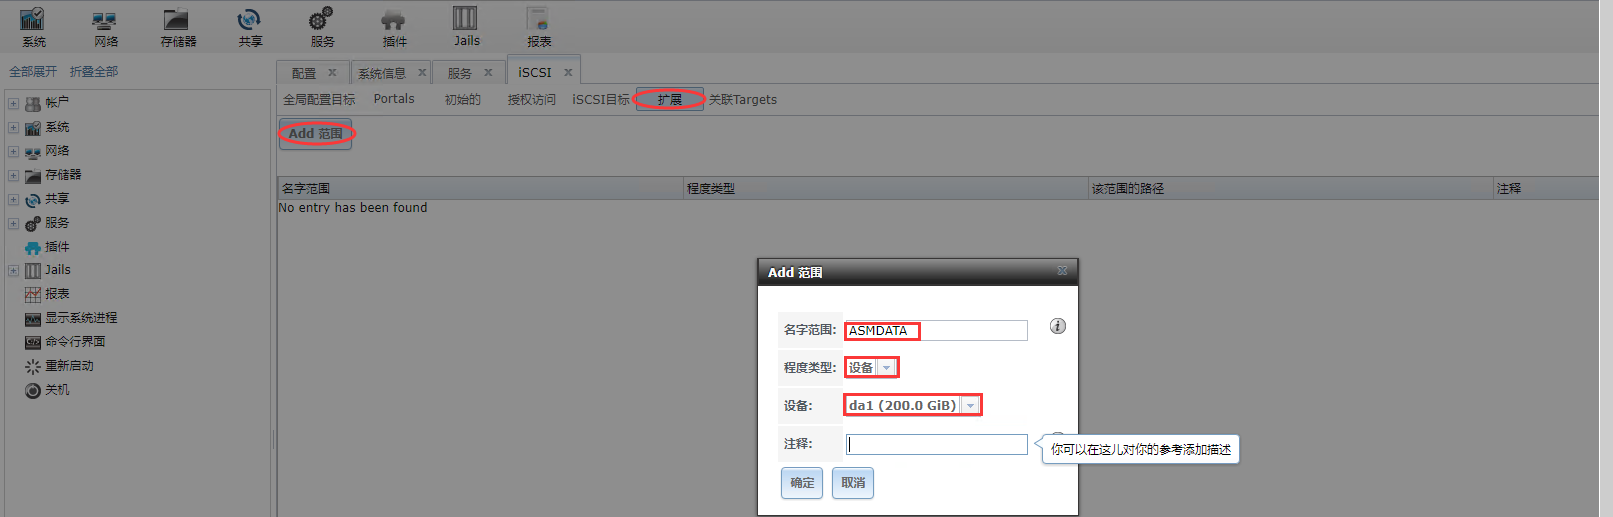 系统 网络 存储器 共享 服务 插件 Jails 报表
全部展开 折叠全部
配置 系统信息 服务 iSCSI
全局配置目标 Portals 初始的 授权访问 iSCSI目标 扩展 关联Targets
Add 范围
帐户
系统
网络
存储器
共享
服务
插件
Jails
报表
显示系统进程
命令行界面
重新启动
关机
名字范围 程度类型 该范围的路径 注释
No entry has been found
Add 范围
名字范围: ASMDATA
程度类型: 设备
设备: da1 (200.0 GiB)
注释:
你可以在这儿对你的参考添加描述
确定 取消